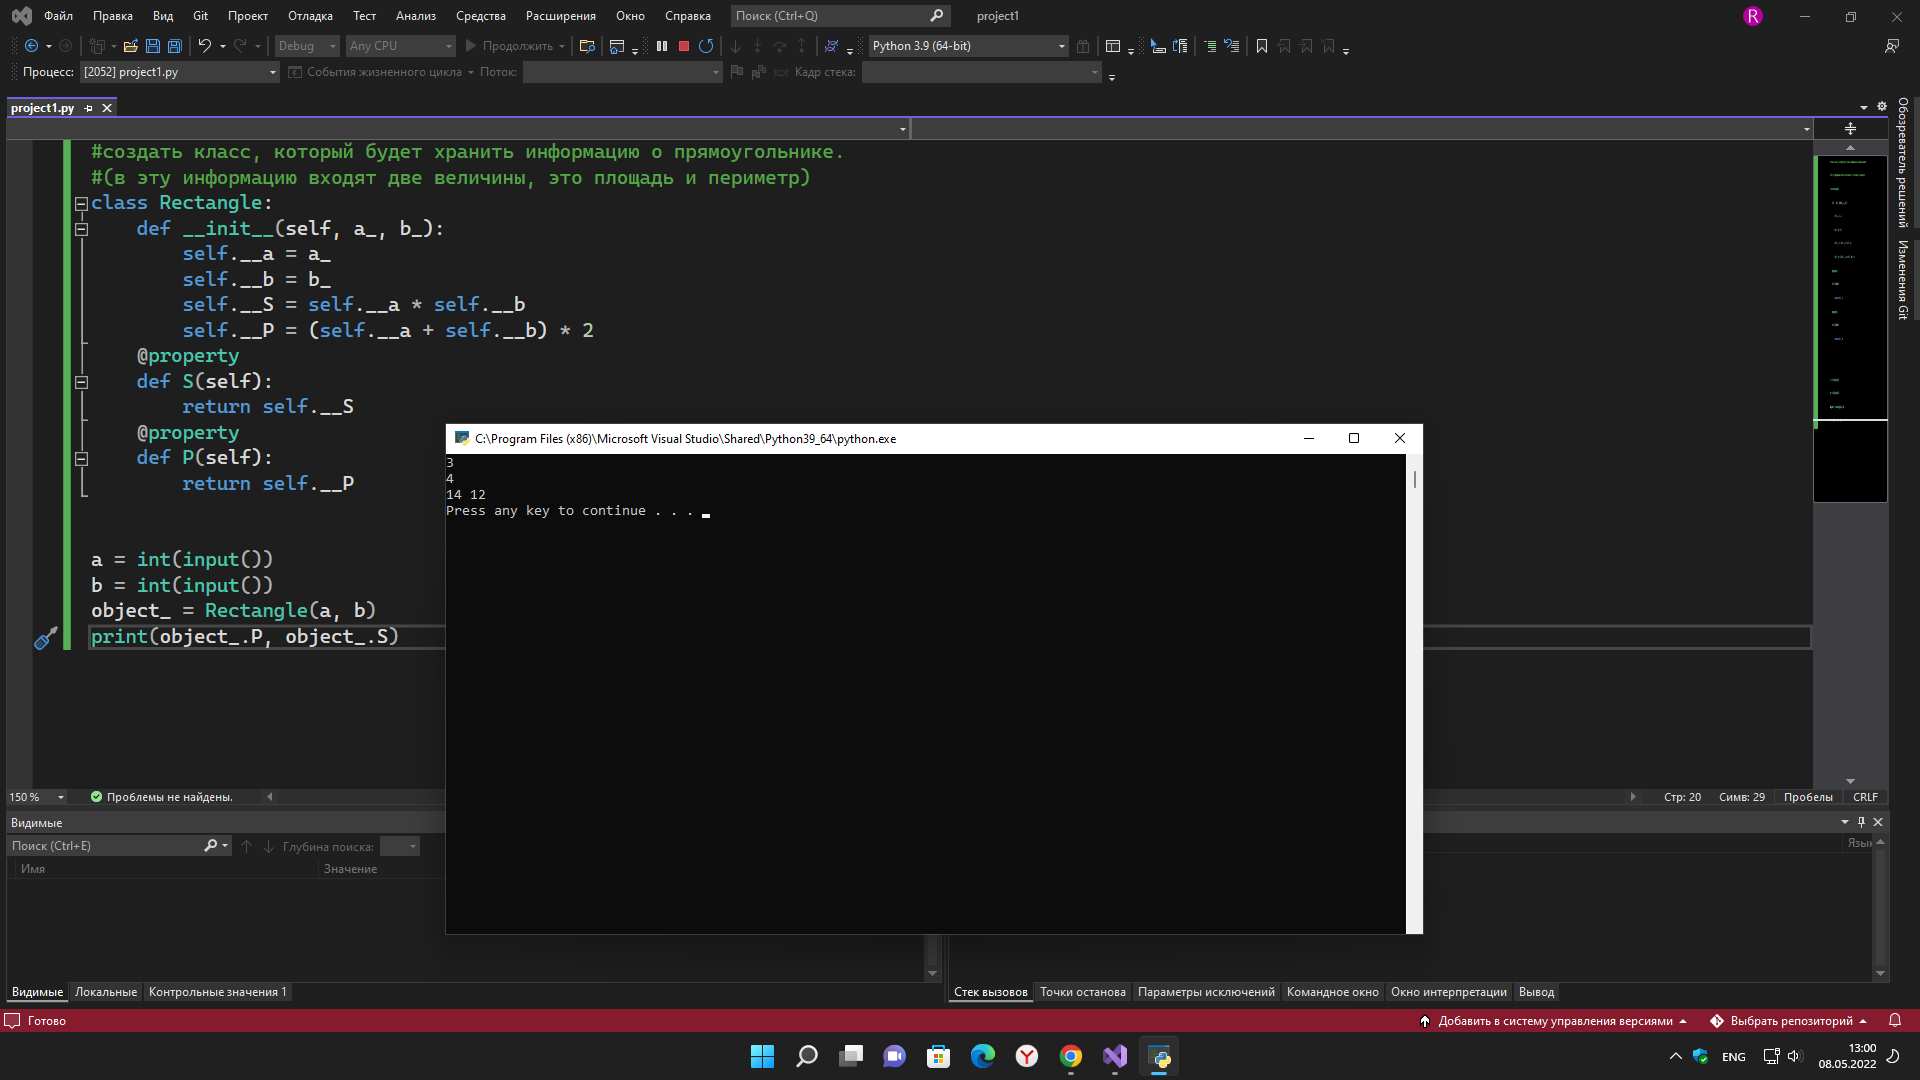 Файл Правка Вид Git Проект Отладка Тест Анализ Средства Расширения Окно Справка Поиск (Ctrl+Q) project1 R
Debug Any CPU Продолжить Python 3.9 (64-bit)
Процесс: [2052] project1.py События жизненного цикла Поток: Кадр стека:
project1.py
#создать класс, который будет хранить информацию о прямоугольнике.
#(в эту информацию входят две величины, это площадь и периметр)
class Rectangle:
def __init__(self, a_, b_):
self.__a = a_
self.__b = b_
self.__S = self.__a * self.__b
self.__P = (self.__a + self.__b) * 2
@property
def S(self):
return self.__S
@property
def P(self):
return self.__P
a = int(input())
b = int(input())
object_ = Rectangle(a, b)
print(object_.P, object_.S)
C:\Program Files (x86)\Microsoft Visual Studio\Shared\Python39_64\python.exe
3
4
14 12
Press any key to continue . . .
Обозреватель решений
Изменения Git
150 % Проблемы не найдены. Стр: 20 Симв: 29 Пробелы CRLF
Видимые
Поиск (Ctrl+E) Глубина поиска:
Имя Значение
Язык
Видимые Локальные Контрольные значения 1
Стек вызовов Точки останова Параметры исключений Командное окно Окно интерпретации Вывод
Готово Добавить в систему управления версиями Выбрать репозиторий
ENG 13:00
08.05.2022